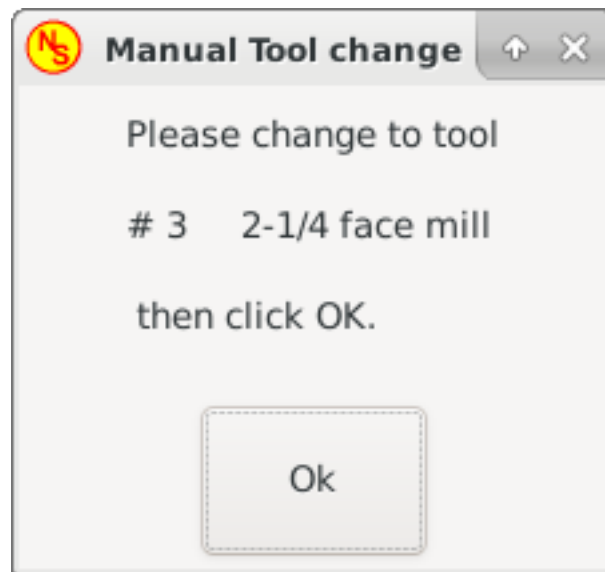 NS Manual Tool change
Please change to tool
# 3 2-1/4 face mill
then click OK.
Ok